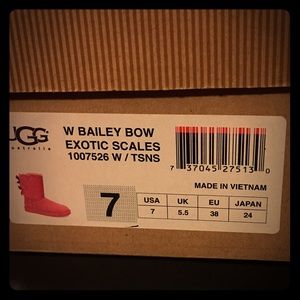 UGG
australia
W BAILEY BOW
EXOTIC SCALES
1007526 W / TSNS
7 37045 27513 0
MADE IN VIETNAM
7
USA UK EU JAPAN
7 5.5 38 24